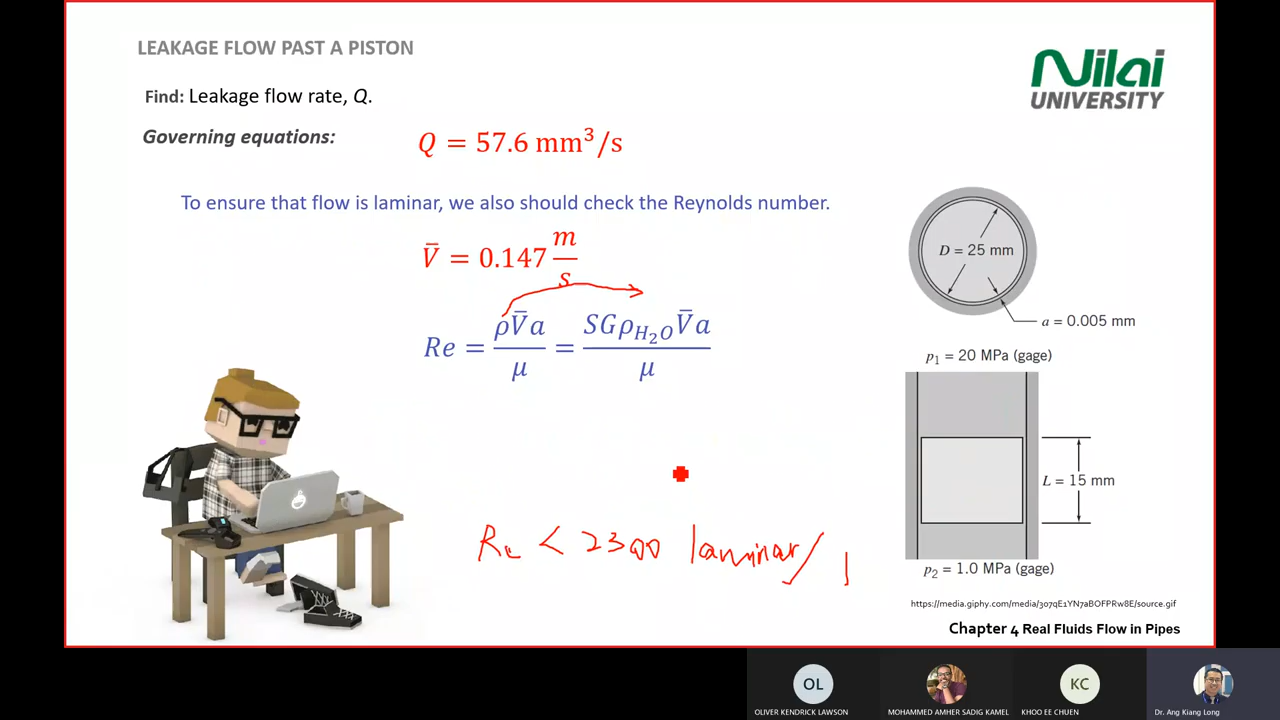 LEAKAGE FLOW PAST A PISTON
Nilai
UNIVERSITY
Find: Leakage flow rate, Q.
Governing equations:
Q = 57.6 mm³/s
To ensure that flow is laminar, we also should check the Reynolds number.
V̄ = 0.147 m/s
Re = ρV̄a/μ = SGρ_H₂O V̄a/μ
D = 25 mm
a = 0.005 mm
p₁ = 20 MPa (gage)
L = 15 mm
p₂ = 1.0 MPa (gage)
Re < 2300 laminar/
https://media.giphy.com/media/307qE1YN7aBOFPRw8E/source.gif
Chapter 4 Real Fluids Flow in Pipes
OL
KC
OLIVER KENDRICK LAWSON
MOHAMMED AMHER SADIG KAMEL
KHOO EE CHUEN
Dr. Ang Kiang Long